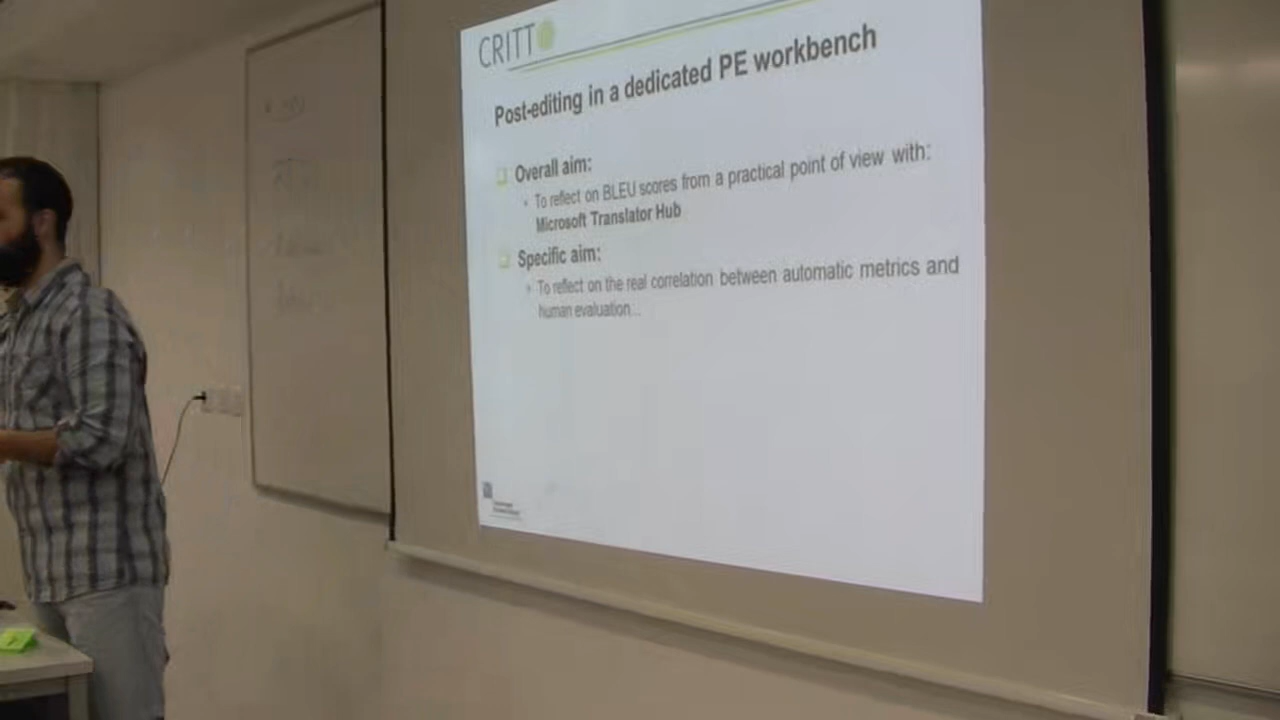 CRITT
Post-editing in a dedicated PE workbench
Overall aim:
To reflect on BLEU scores from a practical point of view with:
Microsoft Translator Hub
Specific aim:
To reflect on the real correlation between automatic metrics and
human evaluation...